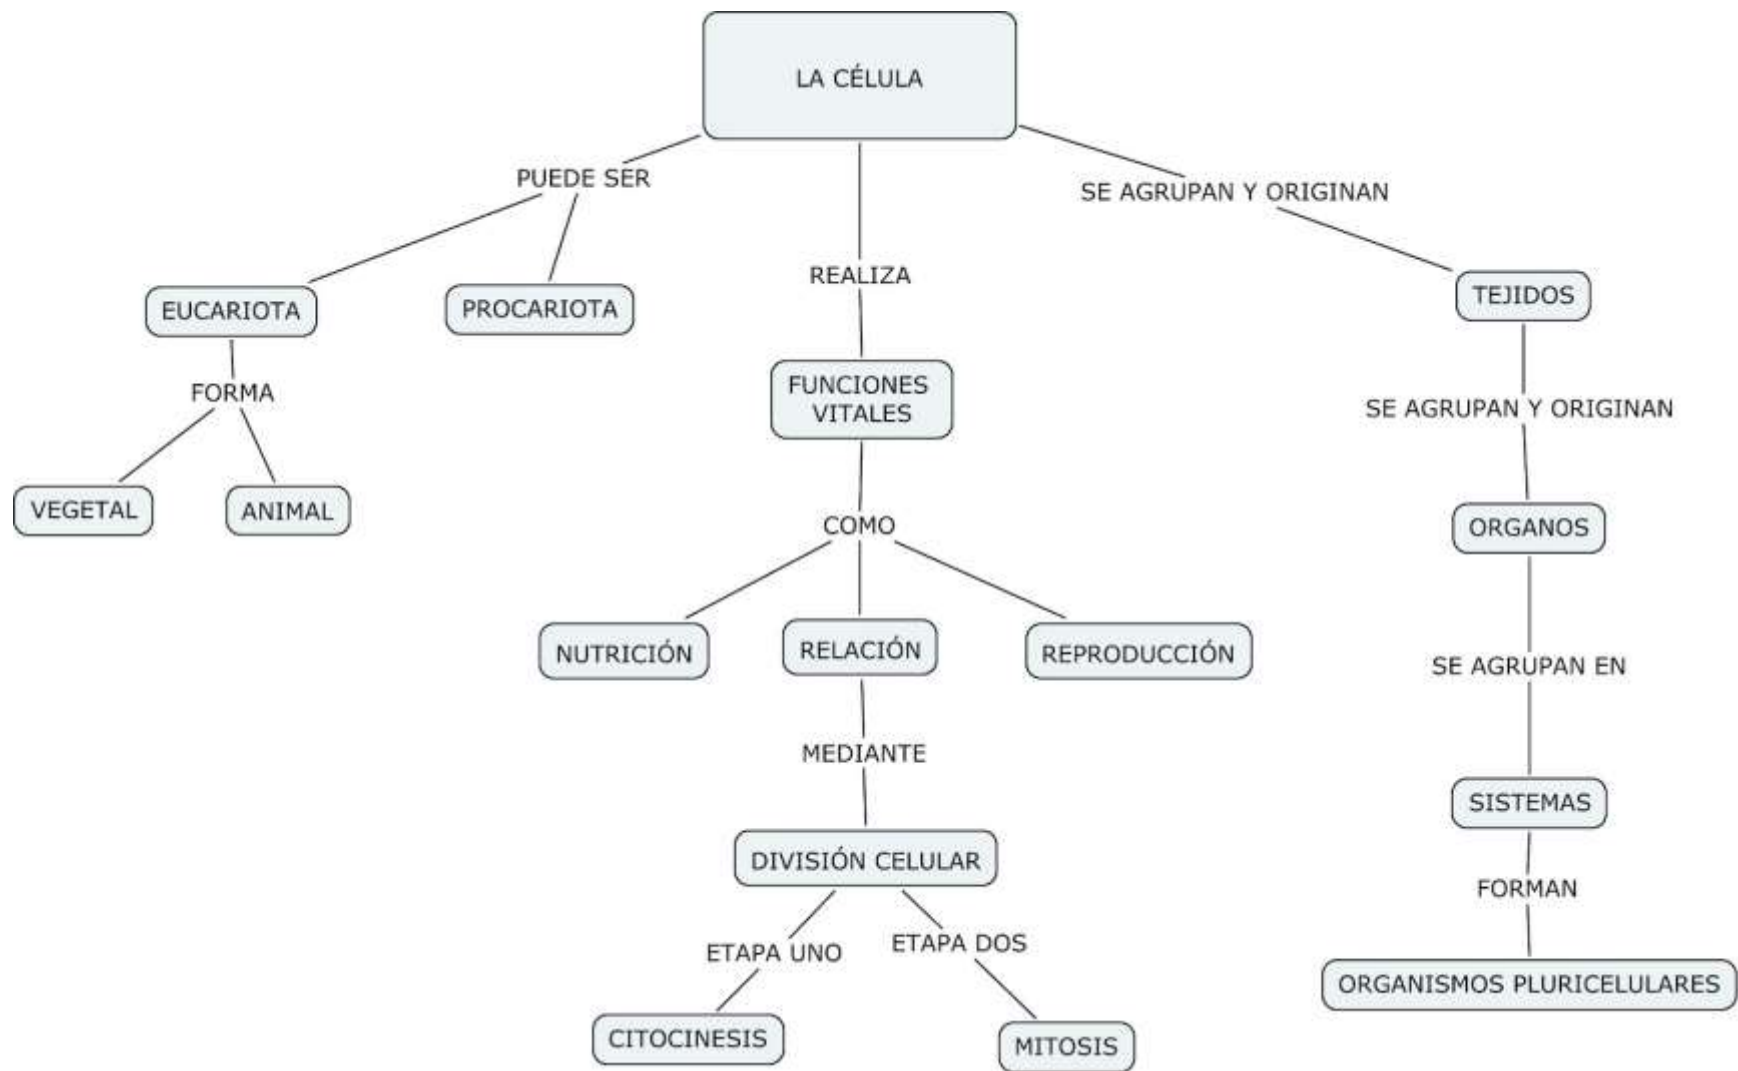 LA CÉLULA
PUEDE SER
SE AGRUPAN Y ORIGINAN
REALIZA
EUCARIOTA
PROCARIOTA
TEJIDOS
FORMA
FUNCIONES
VITALES
SE AGRUPAN Y ORIGINAN
VEGETAL
ANIMAL
COMO
ORGANOS
NUTRICIÓN
RELACIÓN
REPRODUCCIÓN
SE AGRUPAN EN
MEDIANTE
SISTEMAS
DIVISIÓN CELULAR
FORMAN
ETAPA UNO
ETAPA DOS
ORGANISMOS PLURICELULARES
CITOCINESIS
MITOSIS